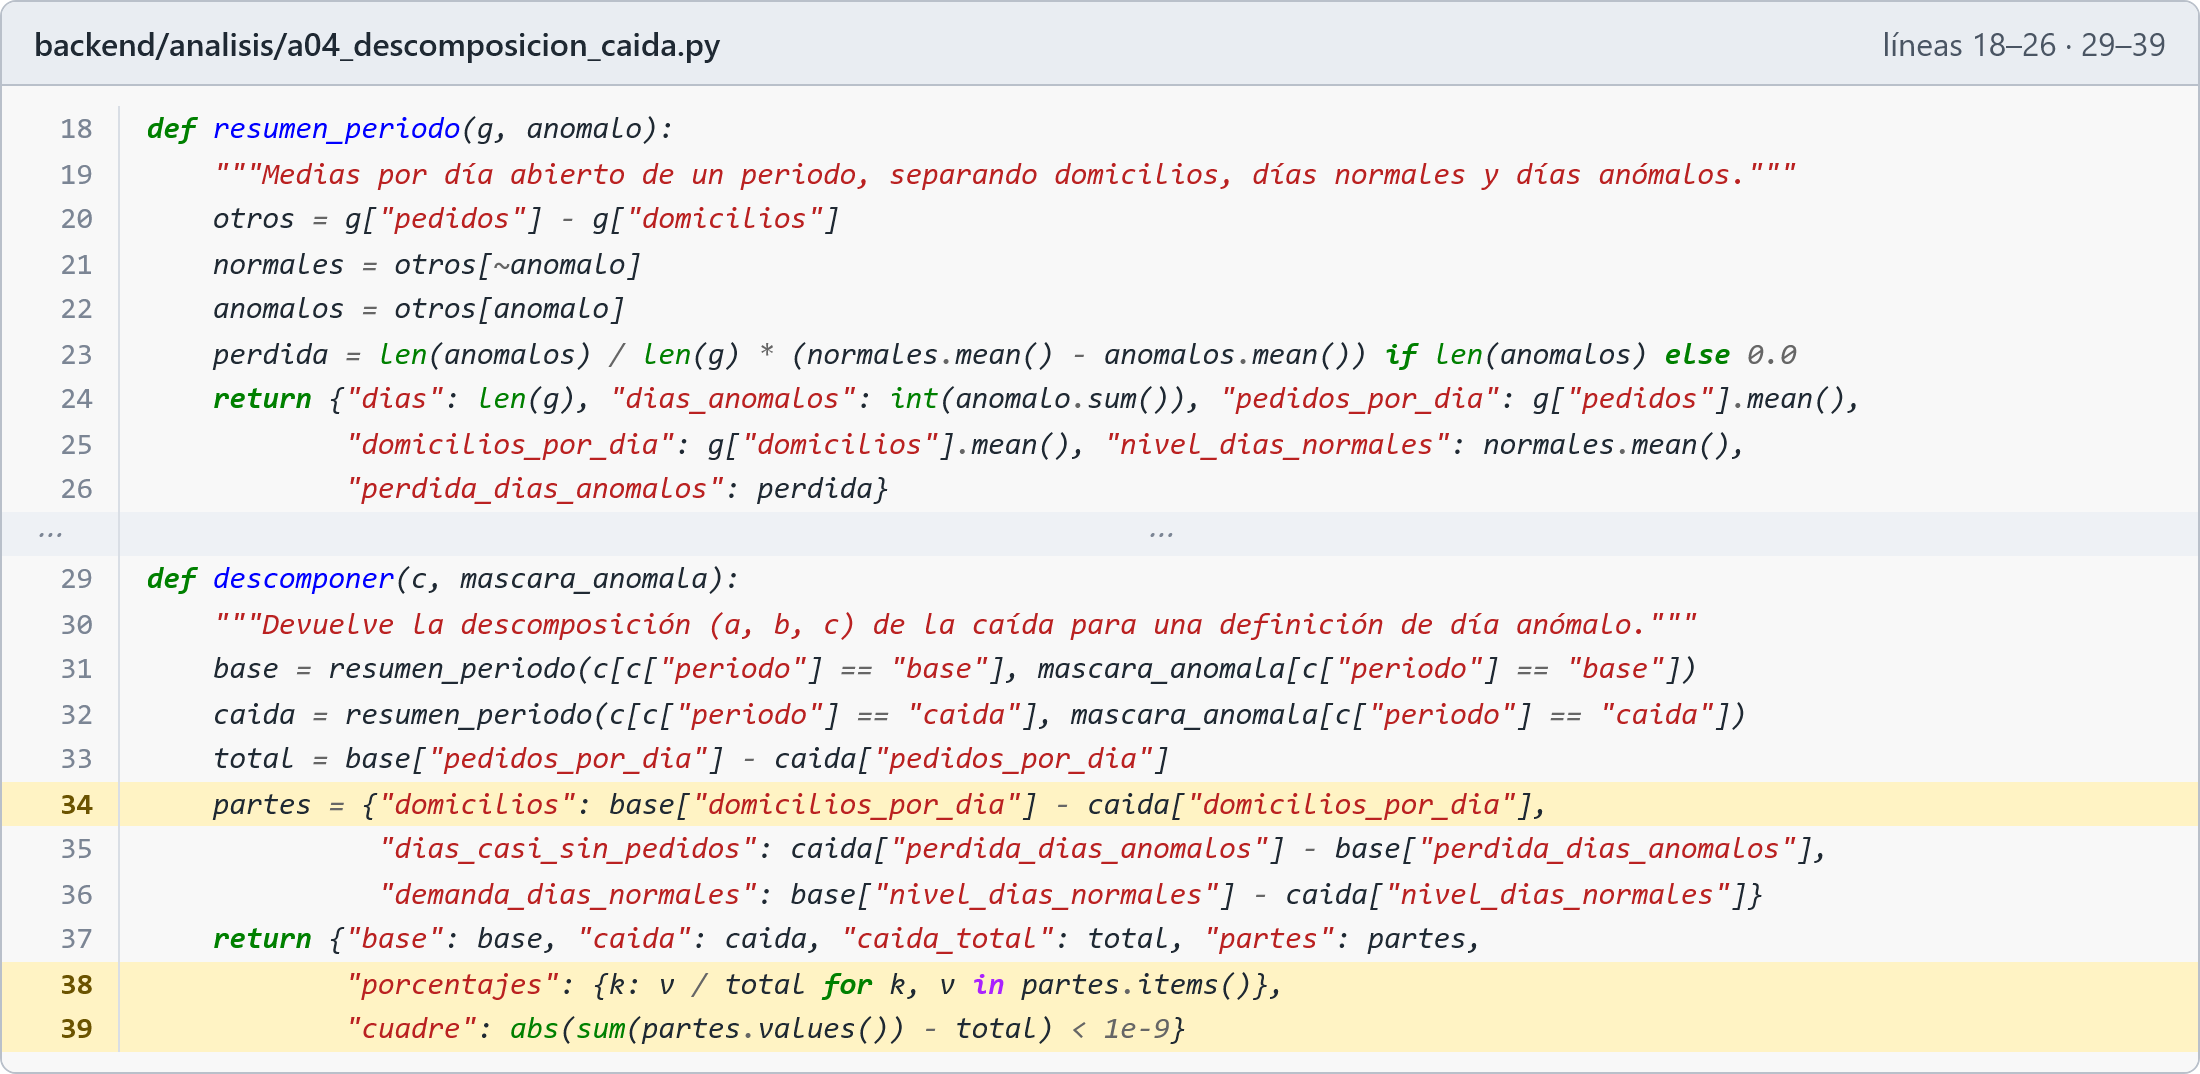 backend/analisis/a04_descomposicion_caida.py líneas 18–26 · 29–39
18 def resumen_periodo(g, anomalo):
19 """Medias por día abierto de un periodo, separando domicilios, días normales y días anómalos."""
20 otros = g["pedidos"] - g["domicilios"]
21 normales = otros[~anomalo]
22 anomalos = otros[anomalo]
23 perdida = len(anomalos) / len(g) * (normales.mean() - anomalos.mean()) if len(anomalos) else 0.0
24 return {"dias": len(g), "dias_anomalos": int(anomalo.sum()), "pedidos_por_dia": g["pedidos"].mean(),
25 "domicilios_por_dia": g["domicilios"].mean(), "nivel_dias_normales": normales.mean(),
26 "perdida_dias_anomalos": perdida}
... ...
29 def descomponer(c, mascara_anomala):
30 """Devuelve la descomposición (a, b, c) de la caída para una definición de día anómalo."""
31 base = resumen_periodo(c[c["periodo"] == "base"], mascara_anomala[c["periodo"] == "base"])
32 caida = resumen_periodo(c[c["periodo"] == "caida"], mascara_anomala[c["periodo"] == "caida"])
33 total = base["pedidos_por_dia"] - caida["pedidos_por_dia"]
34 partes = {"domicilios": base["domicilios_por_dia"] - caida["domicilios_por_dia"],
35 "dias_casi_sin_pedidos": caida["perdida_dias_anomalos"] - base["perdida_dias_anomalos"],
36 "demanda_dias_normales": base["nivel_dias_normales"] - caida["nivel_dias_normales"]}
37 return {"base": base, "caida": caida, "caida_total": total, "partes": partes,
38 "porcentajes": {k: v / total for k, v in partes.items()},
39 "cuadre": abs(sum(partes.values()) - total) < 1e-9}